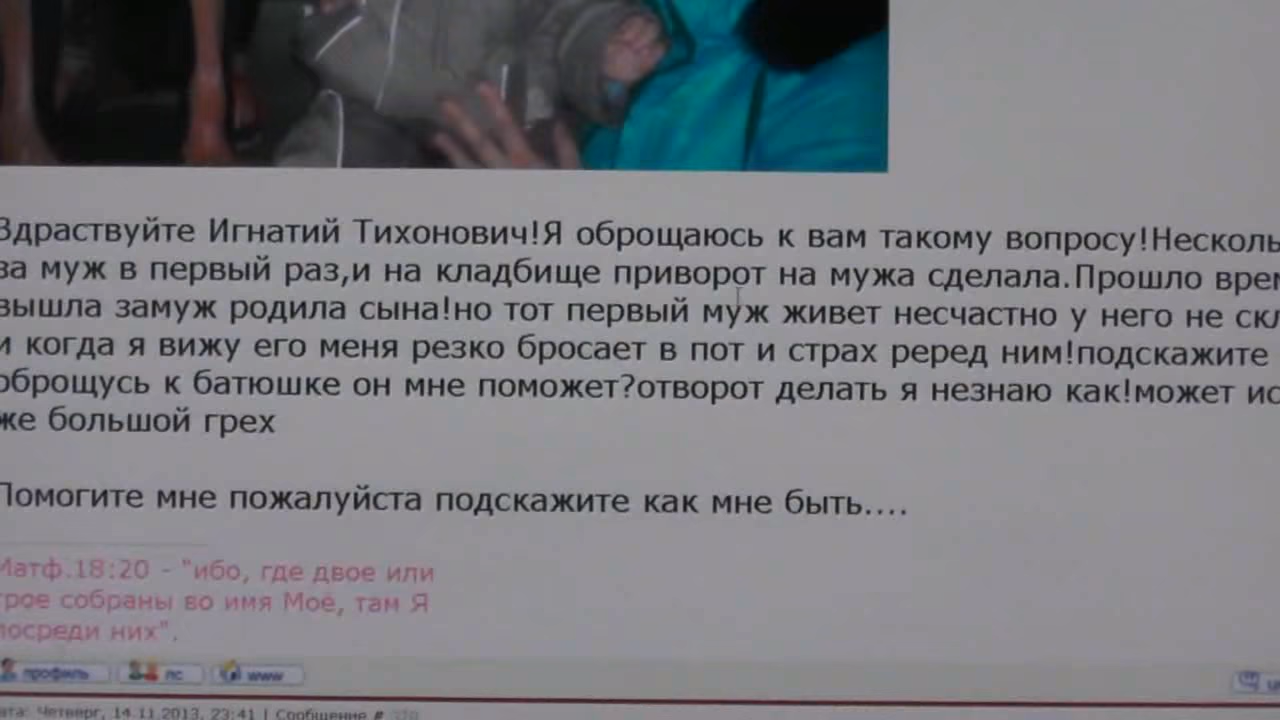 Здраствуйте Игнатий Тихонович!Я оброщаюсь к вам такому вопросу!Несколь
за муж в первый раз,и на кладбище приворот на мужа сделала.Прошло врем
вышла замуж родила сына!но тот первый муж живет несчастно у него не скл
и когда я вижу его меня резко бросает в пот и страх реред ним!подскажите
оброщусь к батюшке он мне поможет?отворот делать я незнаю как!может ис
же большой грех
Помогите мне пожалуйста подскажите как мне быть....
Матф.18:20 - "ибо, где двое или
трое собраны во имя Мое, там Я
посреди них".
профиль лс www
ата: Четверг, 14.11.2013, 23:41 | Сообщение #